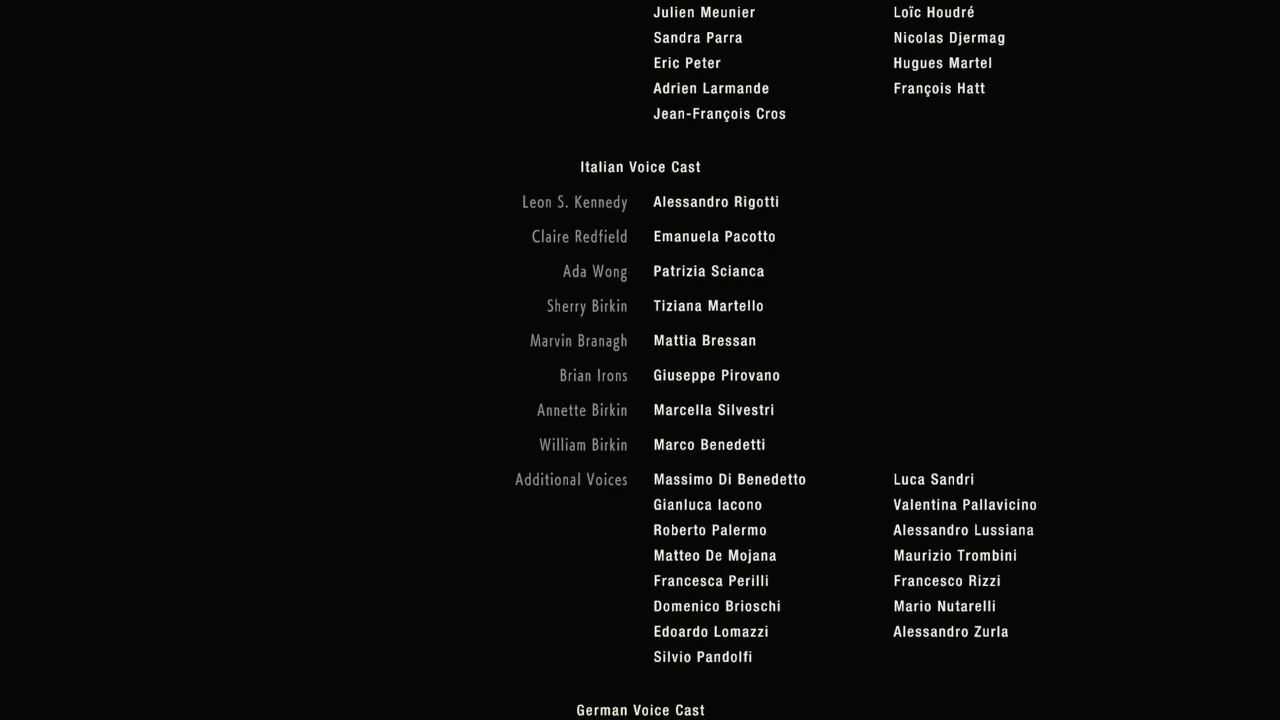 Julien Meunier Loïc Houdré
Sandra Parra Nicolas Djermag
Eric Peter Hugues Martel
Adrien Larmande François Hatt
Jean-François Cros
Italian Voice Cast
Leon S. Kennedy Alessandro Rigotti
Claire Redfield Emanuela Pacotto
Ada Wong Patrizia Scianca
Sherry Birkin Tiziana Martello
Marvin Branagh Mattia Bressan
Brian Irons Giuseppe Pirovano
Annette Birkin Marcella Silvestri
William Birkin Marco Benedetti
Additional Voices Massimo Di Benedetto Luca Sandri
Gianluca Iacono Valentina Pallavicino
Roberto Palermo Alessandro Lussiana
Matteo De Mojana Maurizio Trombini
Francesca Perilli Francesco Rizzi
Domenico Brioschi Mario Nutarelli
Edoardo Lomazzi Alessandro Zurla
Silvio Pandolfi
German Voice Cast